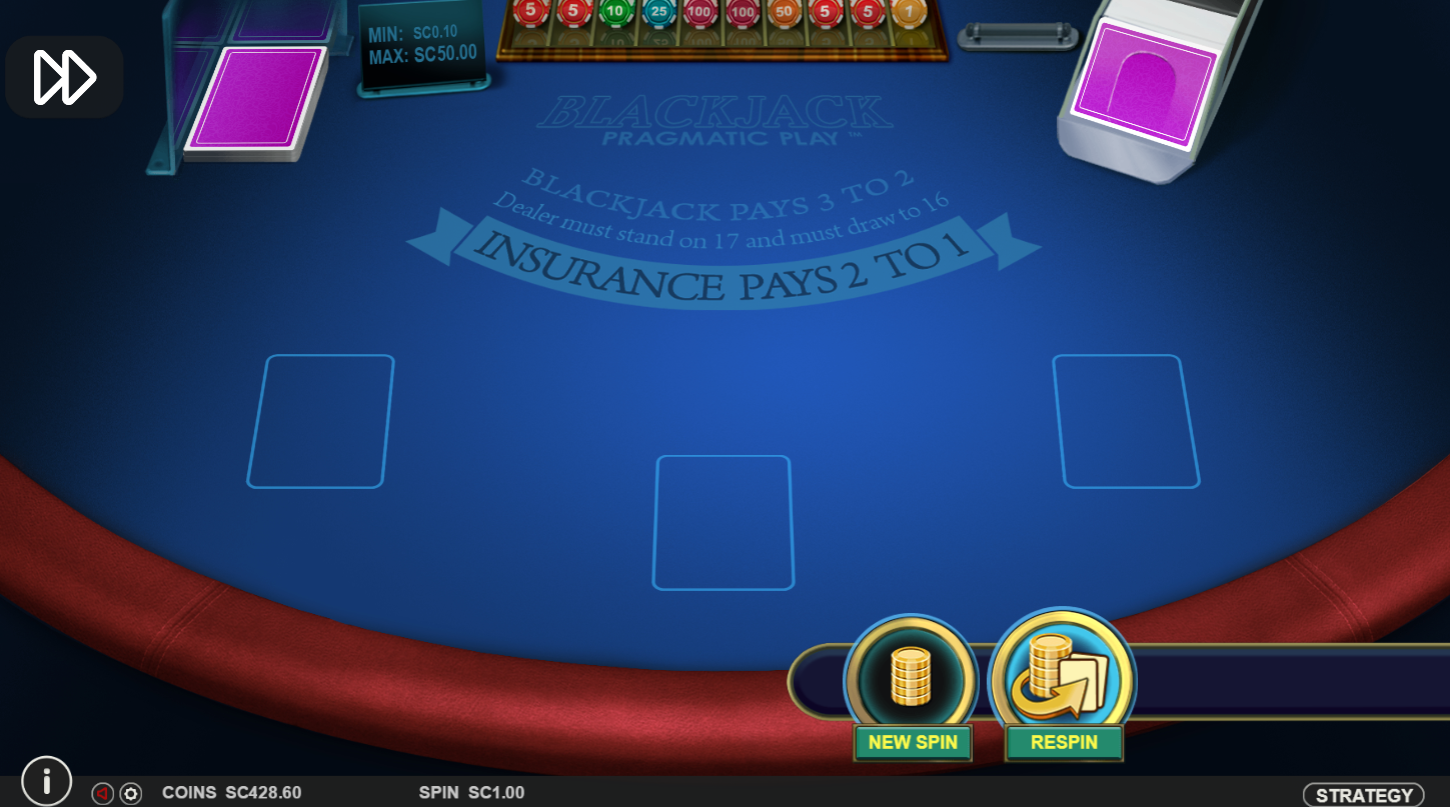 5 5 10 25 100 100 50 5 5 1
MIN: SC0.10
MAX: SC50.00
BLACKJACK
PRAGMATIC PLAY™
BLACKJACK PAYS 3 TO 2
Dealer must stand on 17 and must draw to 16
INSURANCE PAYS 2 TO 1
NEW SPIN
RESPIN
i
COINS SC428.60
SPIN SC1.00
STRATEGY